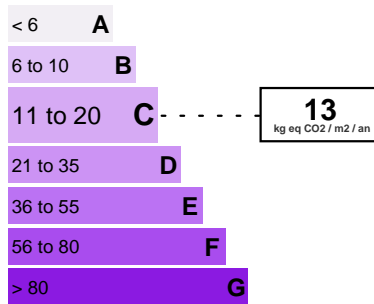 < 6 A
6 to 10 B
11 to 20 C
13
kg eq CO2 / m2 / an
21 to 35 D
36 to 55 E
56 to 80 F
> 80 G